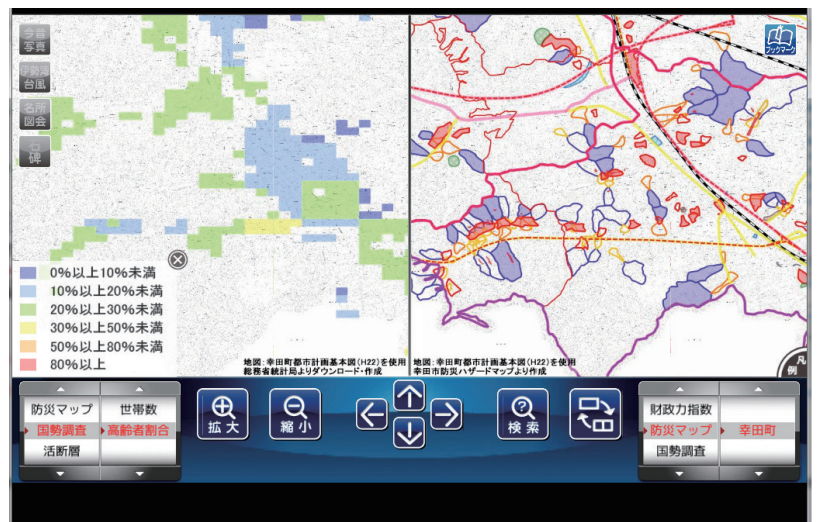 今昔
写真
伊勢湾
台風
名所
図会
石
碑
ブックマーク
0%以上10%未満
10%以上20%未満
20%以上30%未満
30%以上50%未満
50%以上80%未満
80%以上
地図：幸田町都市計画基本図(H22)を使用
総務省統計局よりダウンロード・作成
地図：幸田町都市計画基本図(H22)を使用
幸田市防災ハザードマップより作成
凡
例
防災マップ
世帯数
国勢調査
高齢者割合
活断層
拡大
縮小
検索
財政力指数
防災マップ
幸田町
国勢調査